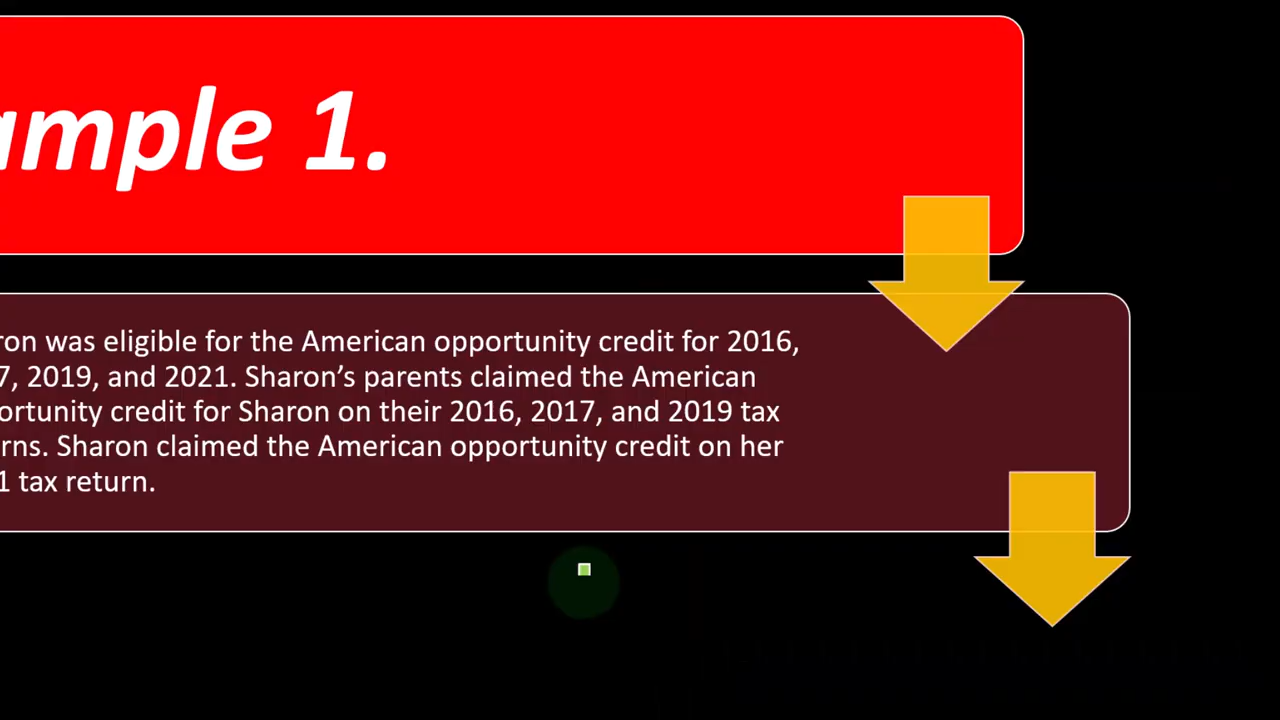 ample 1.
ron was eligible for the American opportunity credit for 2016,
7, 2019, and 2021. Sharon’s parents claimed the American
ortunity credit for Sharon on their 2016, 2017, and 2019 tax
rns. Sharon claimed the American opportunity credit on her
1 tax return.